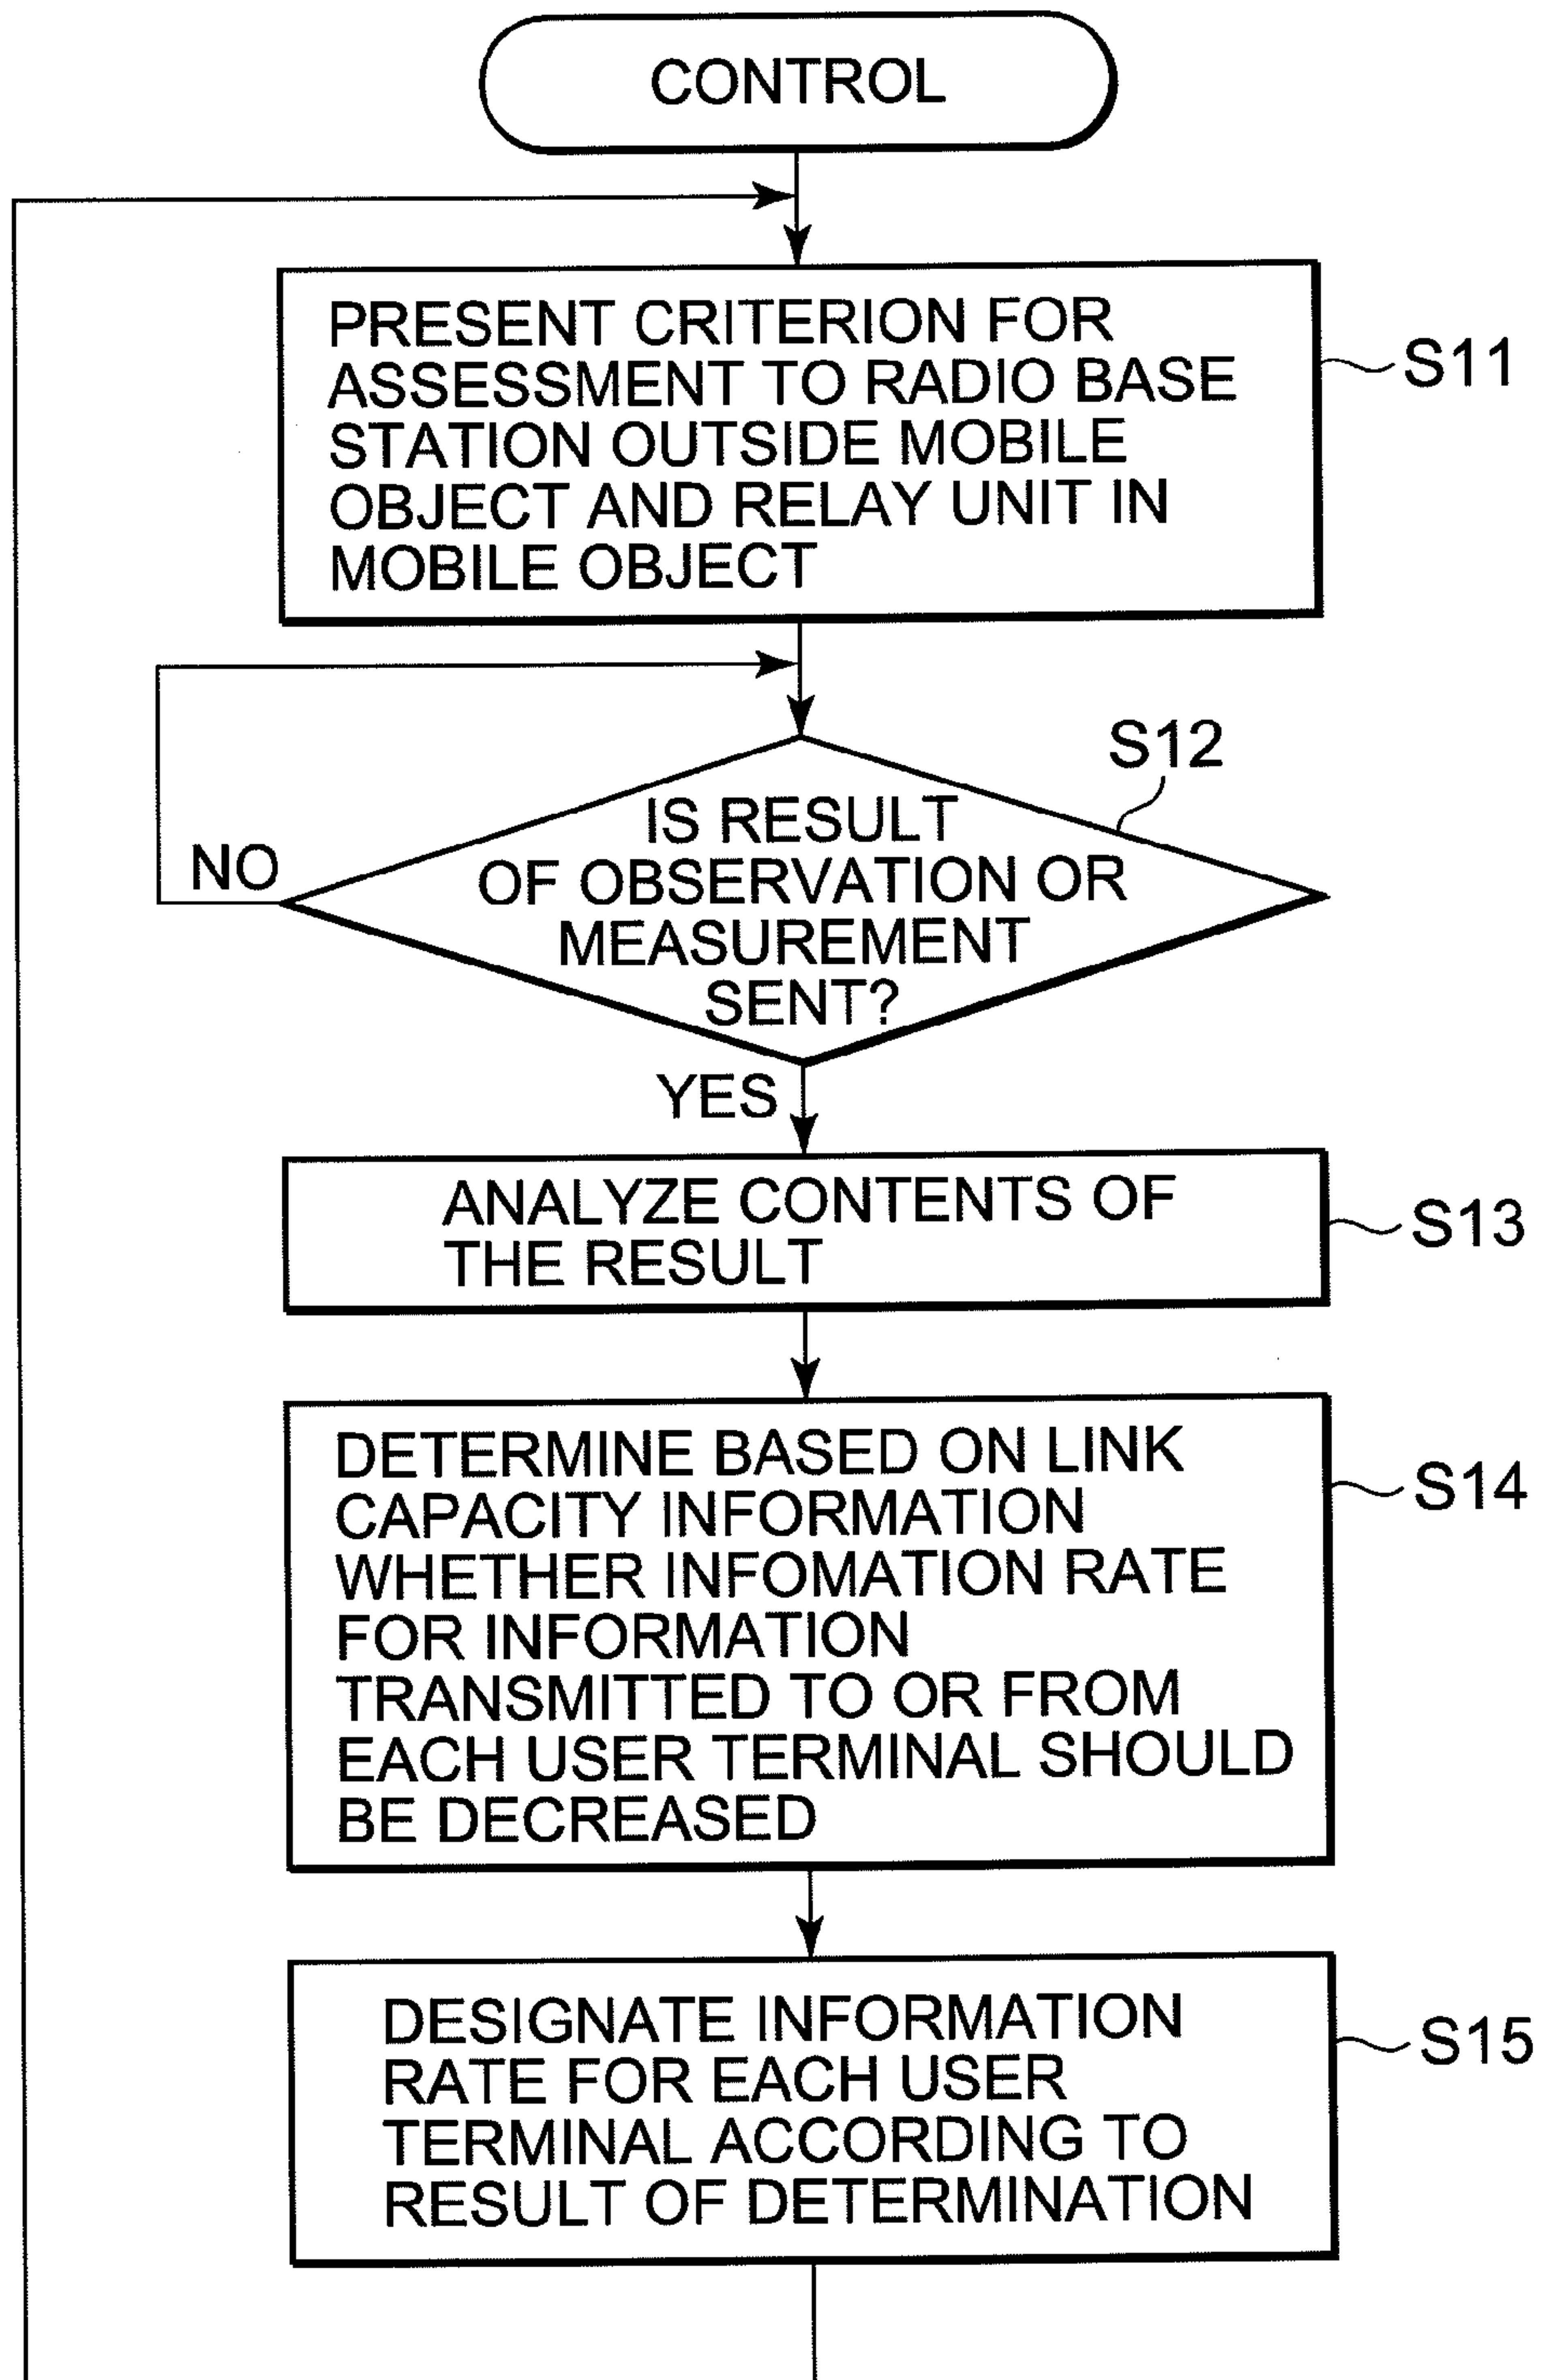 CONTROL
PRESENT CRITERION FOR
ASSESSMENT TO RADIO BASE
STATION OUTSIDE MOBILE
OBJECT AND RELAY UNIT IN
MOBILE OBJECT
S11
S12
IS RESULT
OF OBSERVATION OR
MEASUREMENT
SENT?
NO
YES
ANALYZE CONTENTS OF
THE RESULT
S13
DETERMINE BASED ON LINK
CAPACITY INFORMATION
WHETHER INFOMATION RATE
FOR INFORMATION
TRANSMITTED TO OR FROM
EACH USER TERMINAL SHOULD
BE DECREASED
S14
DESIGNATE INFORMATION
RATE FOR EACH USER
TERMINAL ACCORDING TO
RESULT OF DETERMINATION
S15